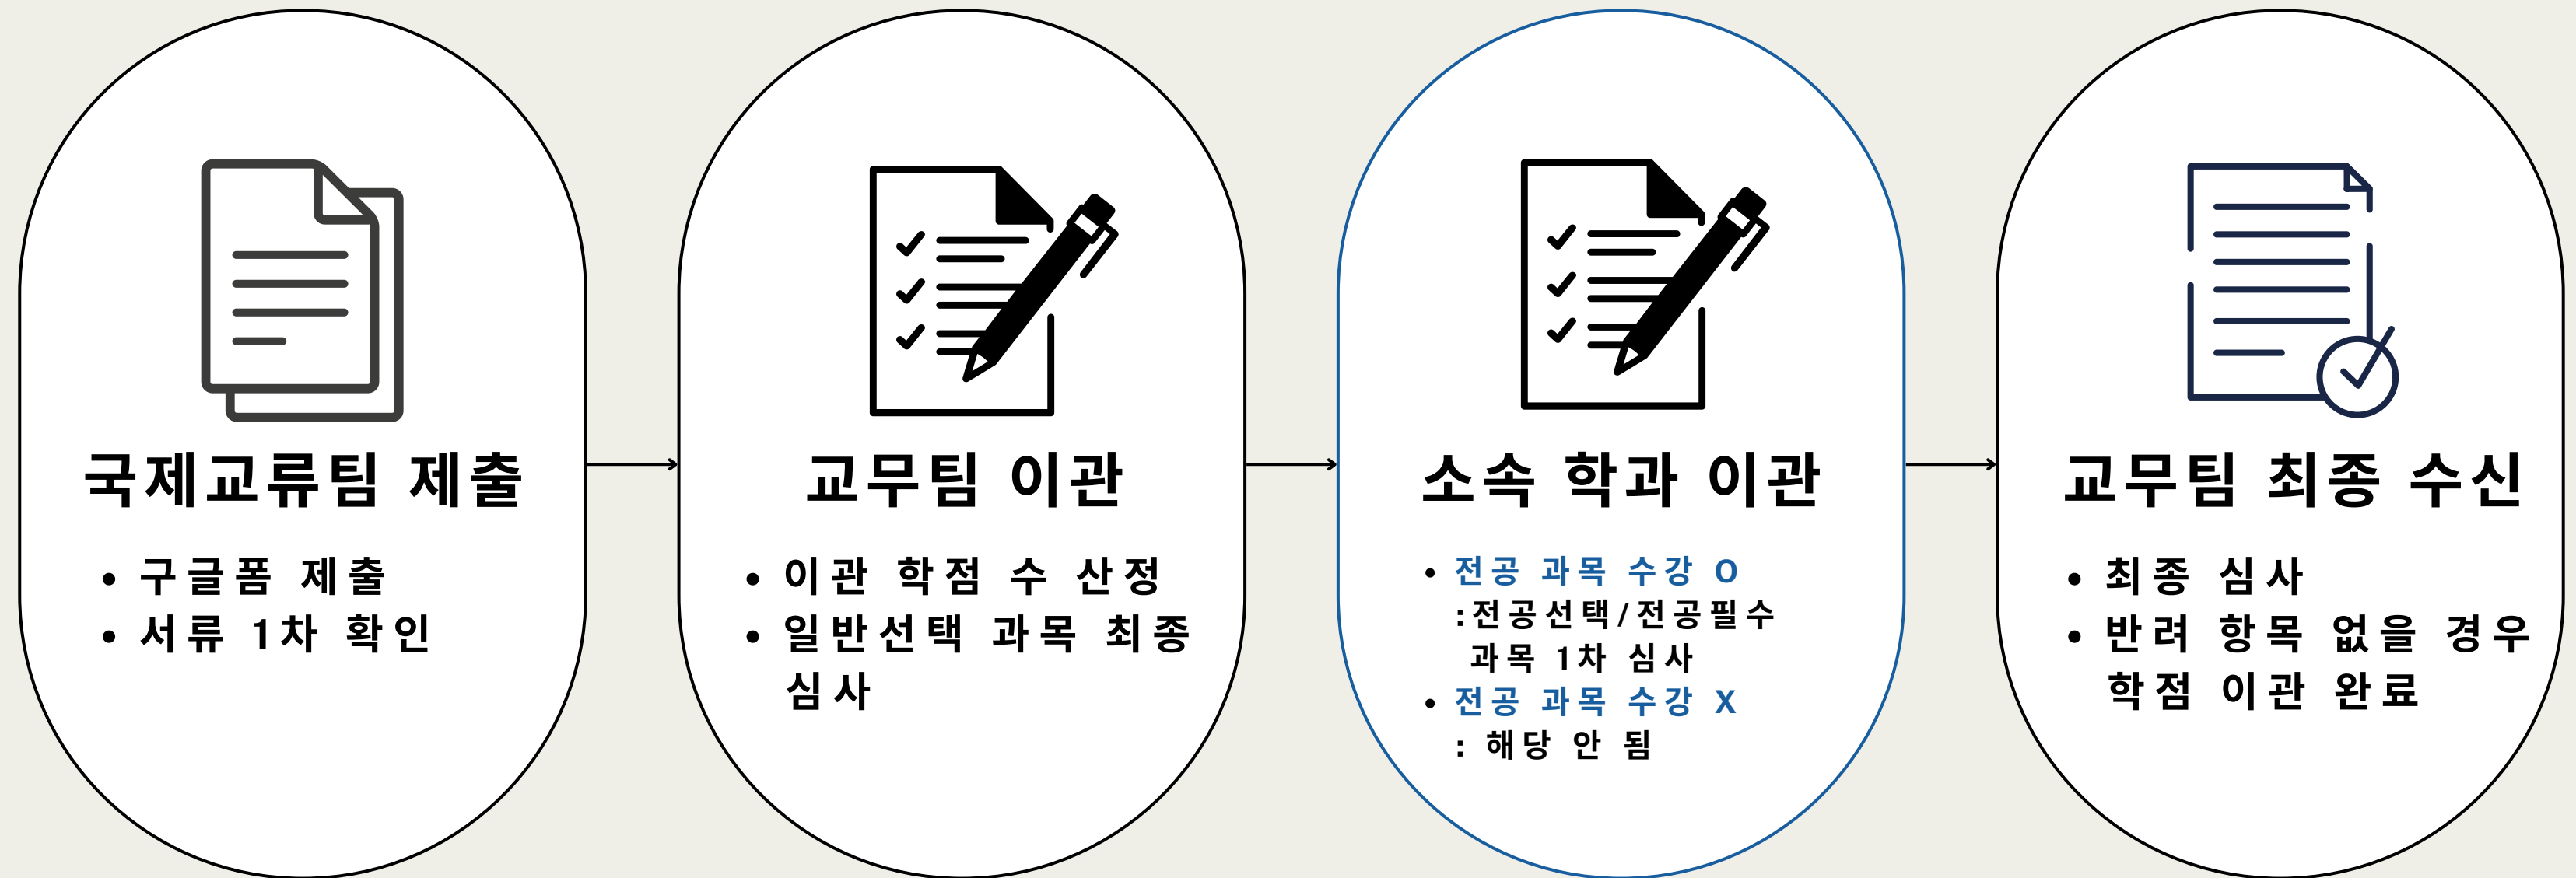 국제교류팀 제출
• 구글폼 제출
• 서류 1차 확인
교무팀 이관
• 이관 학점 수 산정
• 일반선택 과목 최종
심사
소속 학과 이관
• 전공 과목 수강 O
:전공선택/전공필수
과목 1차 심사
• 전공 과목 수강 X
: 해당 안 됨
교무팀 최종 수신
• 최종 심사
• 반려 항목 없을 경우
학점 이관 완료